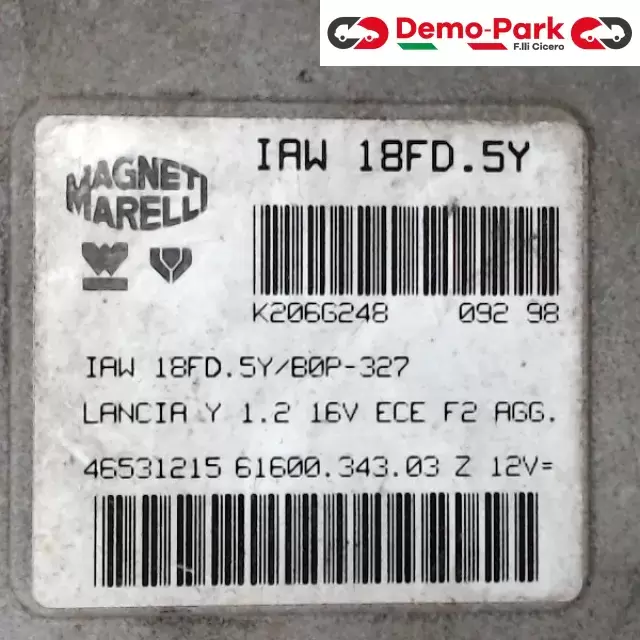 Demo-Park
F.lli Cicero
MAGNETI
MARELLI
IAW 18FD.5Y
K206G248 092 98
IAW 18FD.5Y/B0P-327
LANCIA Y 1.2 16V ECE F2 AGG.
46531215 61600.343.03 Z 12V=